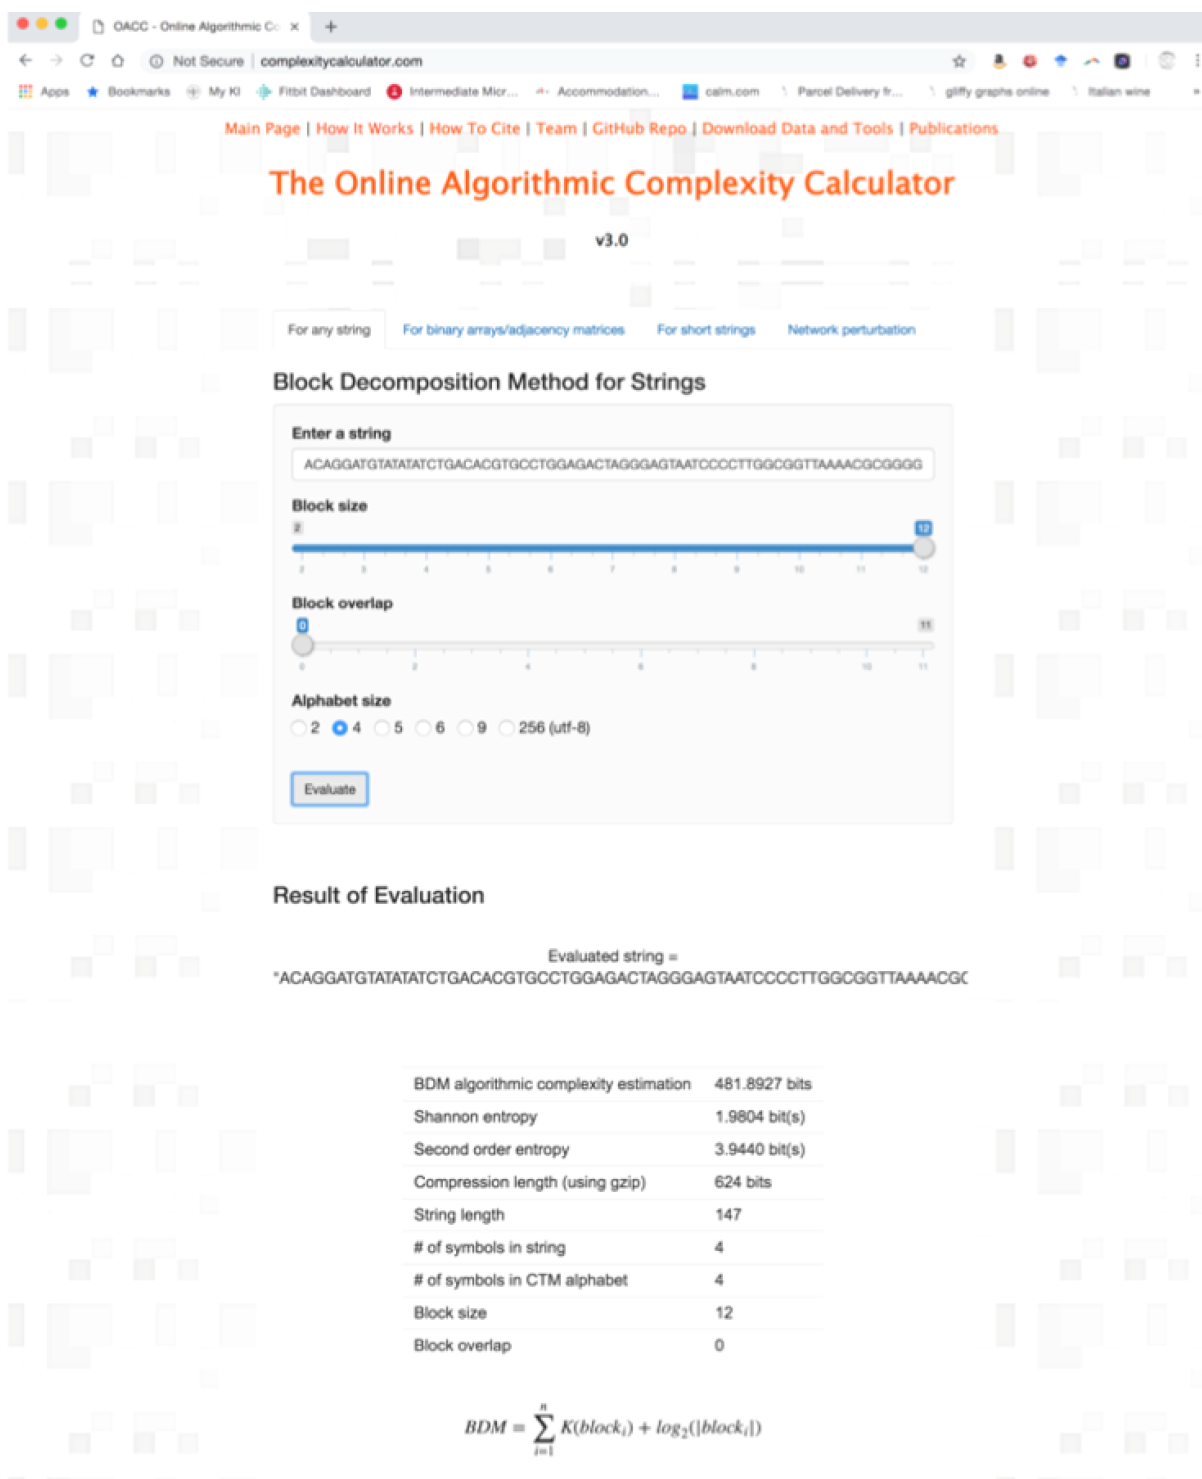 OACC - Online Algorithmic Co
Not Secure | complexitycalculator.com
Apps Bookmarks My KI Fitbit Dashboard Intermediate Micr... Accommodation... calm.com Parcel Delivery fr... gliffy graphs online Italian wine »
Main Page | How It Works | How To Cite | Team | GitHub Repo | Download Data and Tools | Publications
The Online Algorithmic Complexity Calculator
v3.0
For any string For binary arrays/adjacency matrices For short strings Network perturbation
Block Decomposition Method for Strings
Enter a string
ACAGGATGTATATATCTGACACGTGCCTGGAGACTAGGGAGTAATCCCCTTGGCGGTTAAAACGCGGGG
Block size
2 12
2 3 4 5 6 7 8 9 10 11 12
Block overlap
0 11
0 2 4 6 8 10 11
Alphabet size
2 4 5 6 9 256 (utf-8)
Evaluate
Result of Evaluation
Evaluated string =
"ACAGGATGTATATATCTGACACGTGCCTGGAGACTAGGGAGTAATCCCCTTGGCGGTTAAAACGC
BDM algorithmic complexity estimation 481.8927 bits
Shannon entropy 1.9804 bit(s)
Second order entropy 3.9440 bit(s)
Compression length (using gzip) 624 bits
String length 147
# of symbols in string 4
# of symbols in CTM alphabet 4
Block size 12
Block overlap 0
BDM = ∑ⁿᵢ₌₁ K(blockᵢ) + log₂(|blockᵢ|)